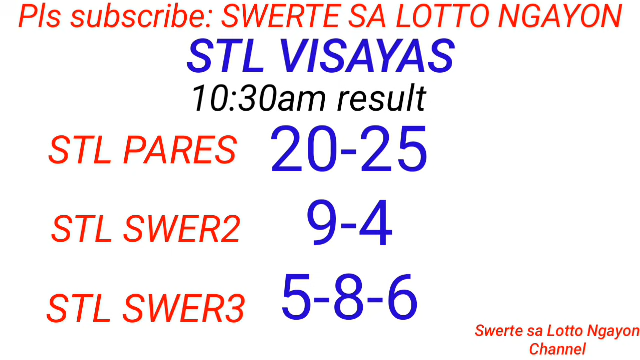 Pls subscribe: SWERTE SA LOTTO NGAYON
STL VISAYAS
10:30am result
STL PARES 20-25
STL SWER2 9-4
STL SWER3 5-8-6
Swerte sa Lotto Ngayon
Channel